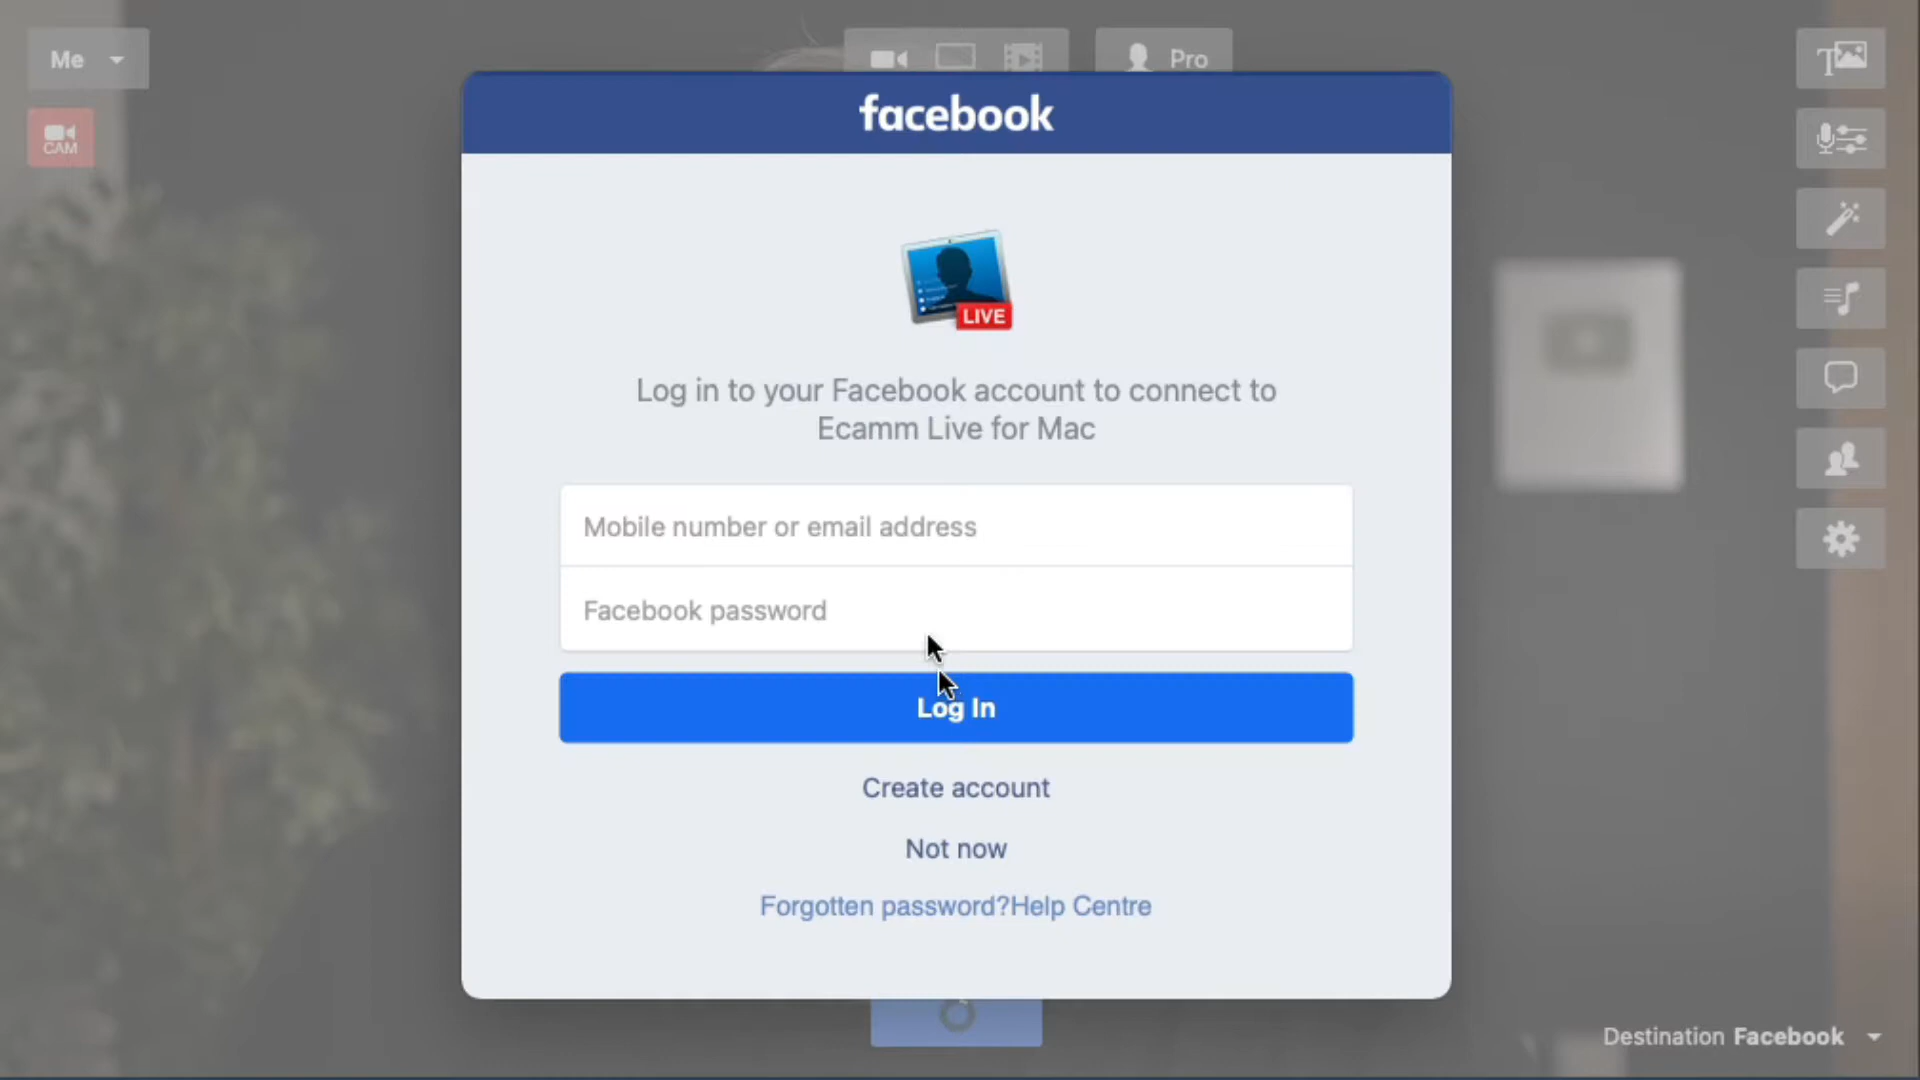 Me
Pro
CAM
facebook
LIVE
Log in to your Facebook account to connect to
Ecamm Live for Mac
Mobile number or email address
Facebook password
Log In
Create account
Not now
Forgotten password?Help Centre
Destination Facebook